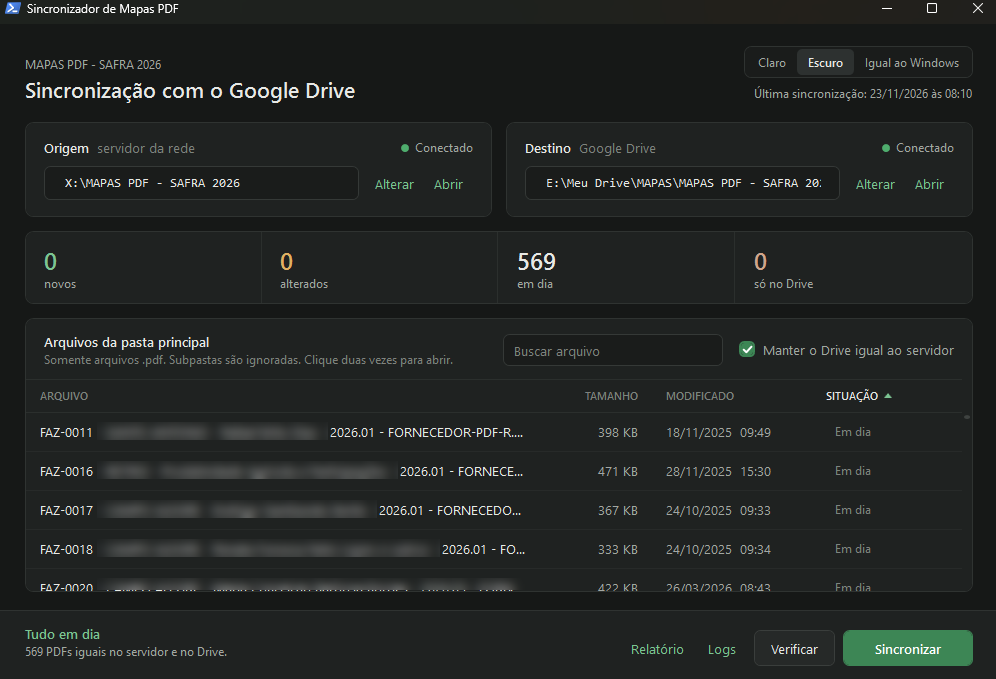 Sincronizador de Mapas PDF
MAPAS PDF - SAFRA 2026
Sincronização com o Google Drive
Claro Escuro Igual ao Windows
Última sincronização: 23/11/2026 às 08:10
Origem servidor da rede Conectado
X:\MAPAS PDF - SAFRA 2026 Alterar Abrir
Destino Google Drive Conectado
E:\Meu Drive\MAPAS\MAPAS PDF - SAFRA 202 Alterar Abrir
0 novos
0 alterados
569 em dia
0 só no Drive
Arquivos da pasta principal
Somente arquivos .pdf. Subpastas são ignoradas. Clique duas vezes para abrir.
Buscar arquivo
Manter o Drive igual ao servidor
ARQUIVO TAMANHO MODIFICADO SITUAÇÃO
FAZ-0011 2026.01 - FORNECEDOR-PDF-R.... 398 KB 18/11/2025 09:49 Em dia
FAZ-0016 2026.01 - FORNECE... 471 KB 28/11/2025 15:30 Em dia
FAZ-0017 2026.01 - FORNECEDO... 367 KB 24/10/2025 09:33 Em dia
FAZ-0018 2026.01 - FO... 333 KB 24/10/2025 09:34 Em dia
FAZ-0020 422 KB 26/03/2026 08:43 Em dia
Tudo em dia
569 PDFs iguais no servidor e no Drive.
Relatório Logs Verificar Sincronizar